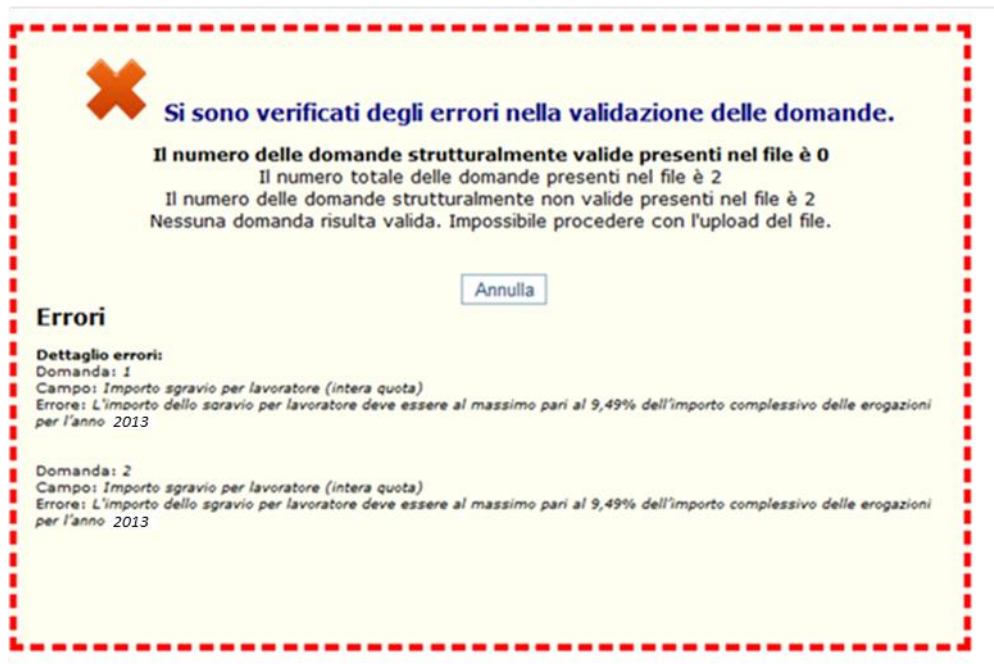 Si sono verificati degli errori nella validazione delle domande.
Il numero delle domande strutturalmente valide presenti nel file è 0
Il numero totale delle domande presenti nel file è 2
Il numero delle domande strutturalmente non valide presenti nel file è 2
Nessuna domanda risulta valida. Impossibile procedere con l'upload del file.
Annulla
Errori
Dettaglio errori:
Domanda: 1
Campo: Importo sgravio per lavoratore (intera quota)
Errore: L'importo dello sgravio per lavoratore deve essere al massimo pari al 9,49% dell'importo complessivo delle erogazioni
per l'anno 2013
Domanda: 2
Campo: Importo sgravio per lavoratore (intera quota)
Errore: L'importo dello sgravio per lavoratore deve essere al massimo pari al 9,49% dell'importo complessivo delle erogazioni
per l'anno 2013